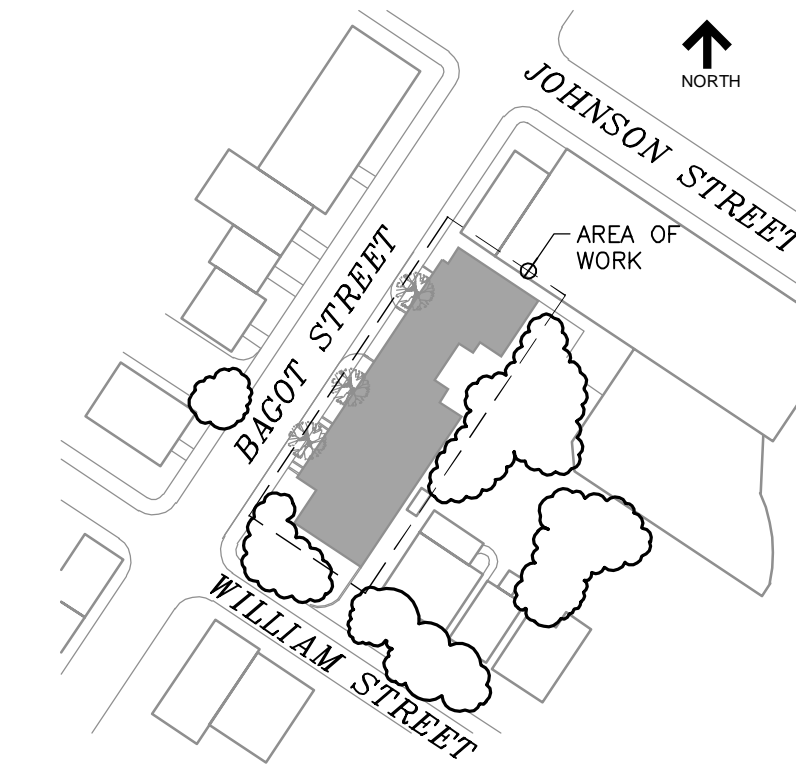 NORTH
JOHNSON STREET
AREA OF
WORK
BAGOT STREET
WILLIAM STREET